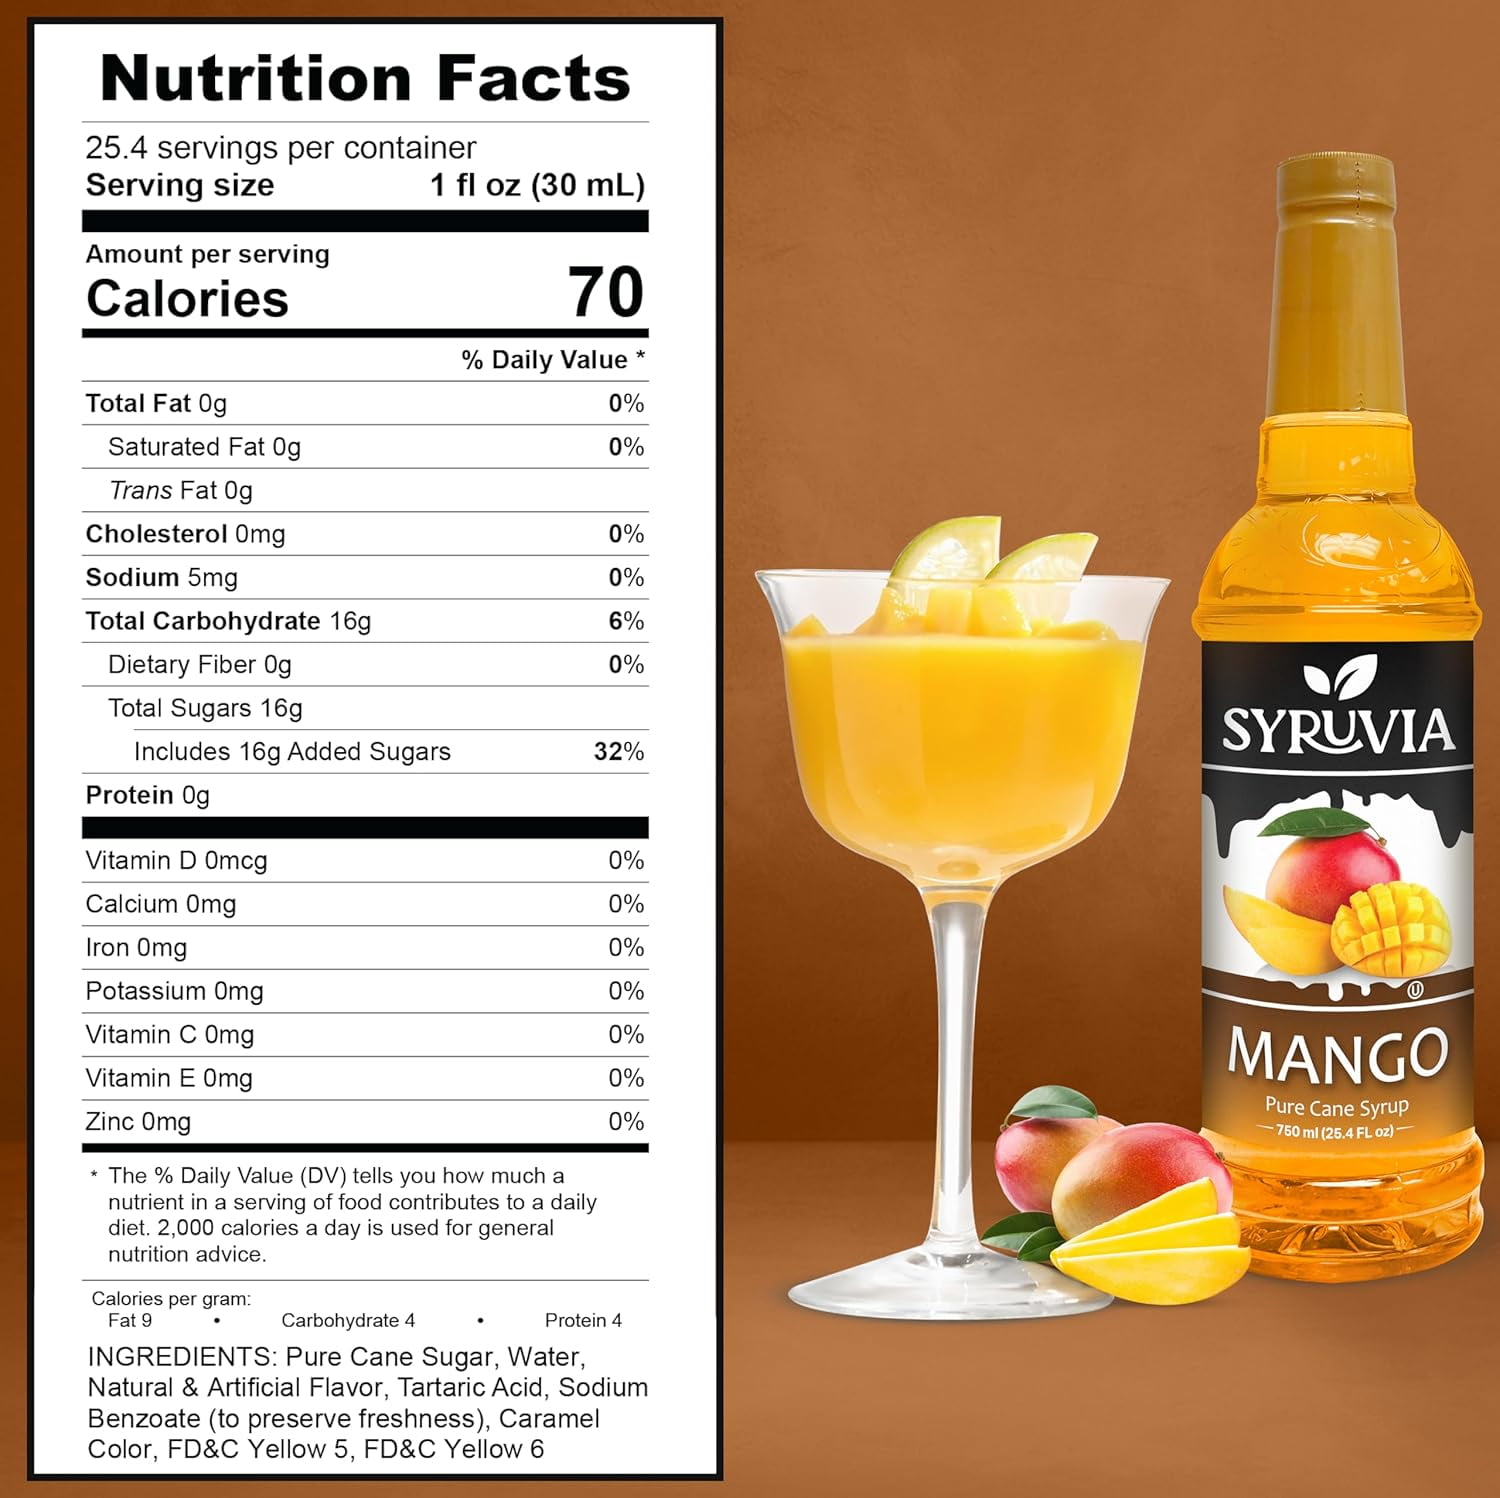 Nutrition Facts
25.4 servings per container
Serving size 1 fl oz (30 mL)
Amount per serving
Calories 70
% Daily Value *
Total Fat 0g 0%
Saturated Fat 0g 0%
Trans Fat 0g
Cholesterol 0mg 0%
Sodium 5mg 0%
Total Carbohydrate 16g 6%
Dietary Fiber 0g 0%
Total Sugars 16g
Includes 16g Added Sugars 32%
Protein 0g
Vitamin D 0mcg 0%
Calcium 0mg 0%
Iron 0mg 0%
Potassium 0mg 0%
Vitamin C 0mg 0%
Vitamin E 0mg 0%
Zinc 0mg 0%
* The % Daily Value (DV) tells you how much a
nutrient in a serving of food contributes to a daily
diet. 2,000 calories a day is used for general
nutrition advice.
Calories per gram:
Fat 9 • Carbohydrate 4 • Protein 4
INGREDIENTS: Pure Cane Sugar, Water,
Natural & Artificial Flavor, Tartaric Acid, Sodium
Benzoate (to preserve freshness), Caramel
Color, FD&C Yellow 5, FD&C Yellow 6
SYRUVIA
U
MANGO
Pure Cane Syrup
750 ml (25.4 FL oz)